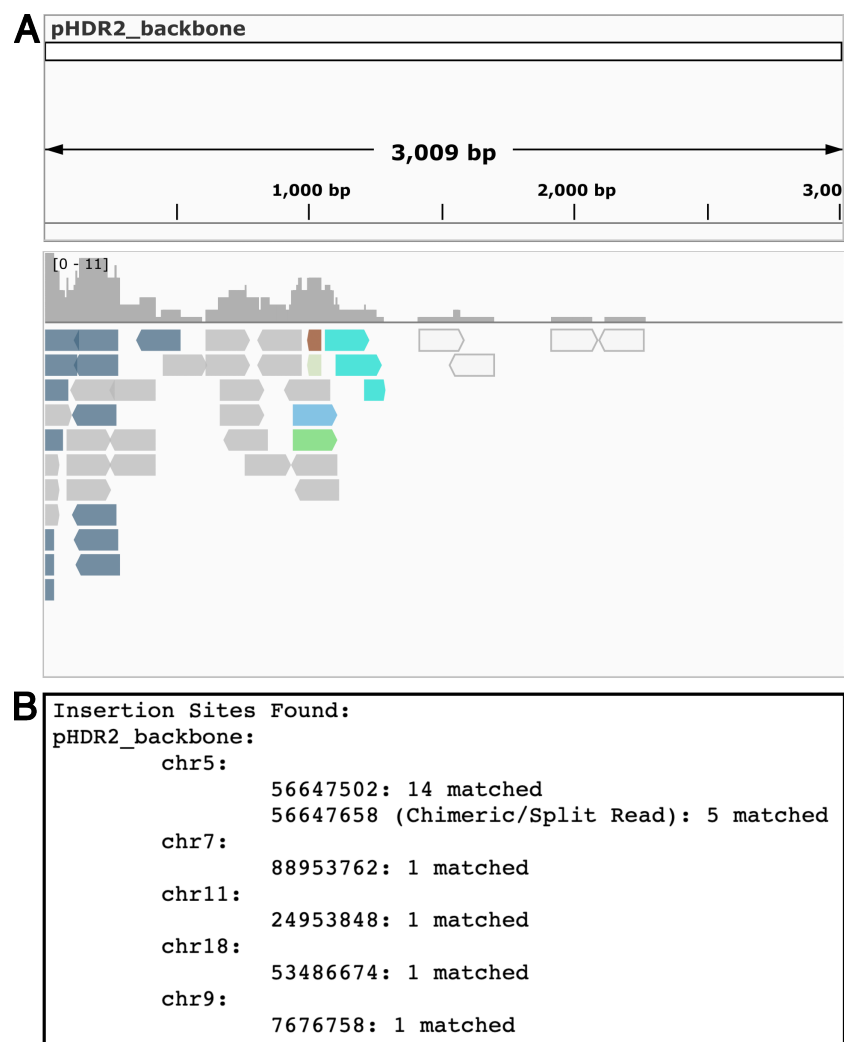 A
pHDR2_backbone
3,009 bp
1,000 bp 2,000 bp 3,00
[0 - 11]
B
Insertion Sites Found:
pHDR2_backbone:
chr5:
56647502: 14 matched
56647658 (Chimeric/Split Read): 5 matched
chr7:
88953762: 1 matched
chr11:
24953848: 1 matched
chr18:
53486674: 1 matched
chr9:
7676758: 1 matched